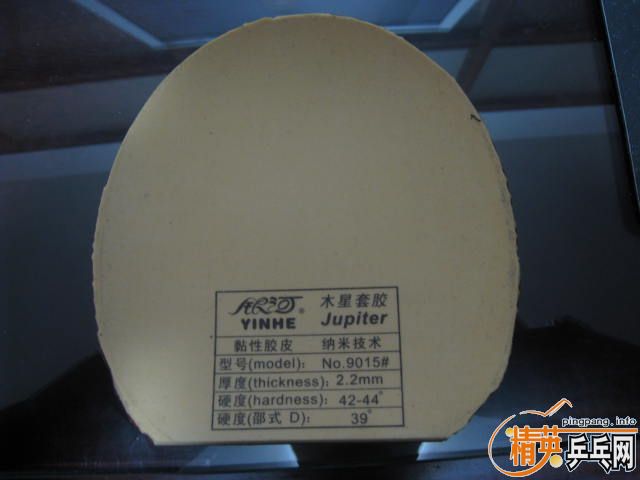 银河®
YINHE
木星套胶
Jupiter
黏性胶皮 纳米技术
型号(model): No.9015#
厚度(thickness): 2.2mm
硬度(hardness): 42-44°
硬度(邵式 D): 39°
pingpang.info
精英乒乓网